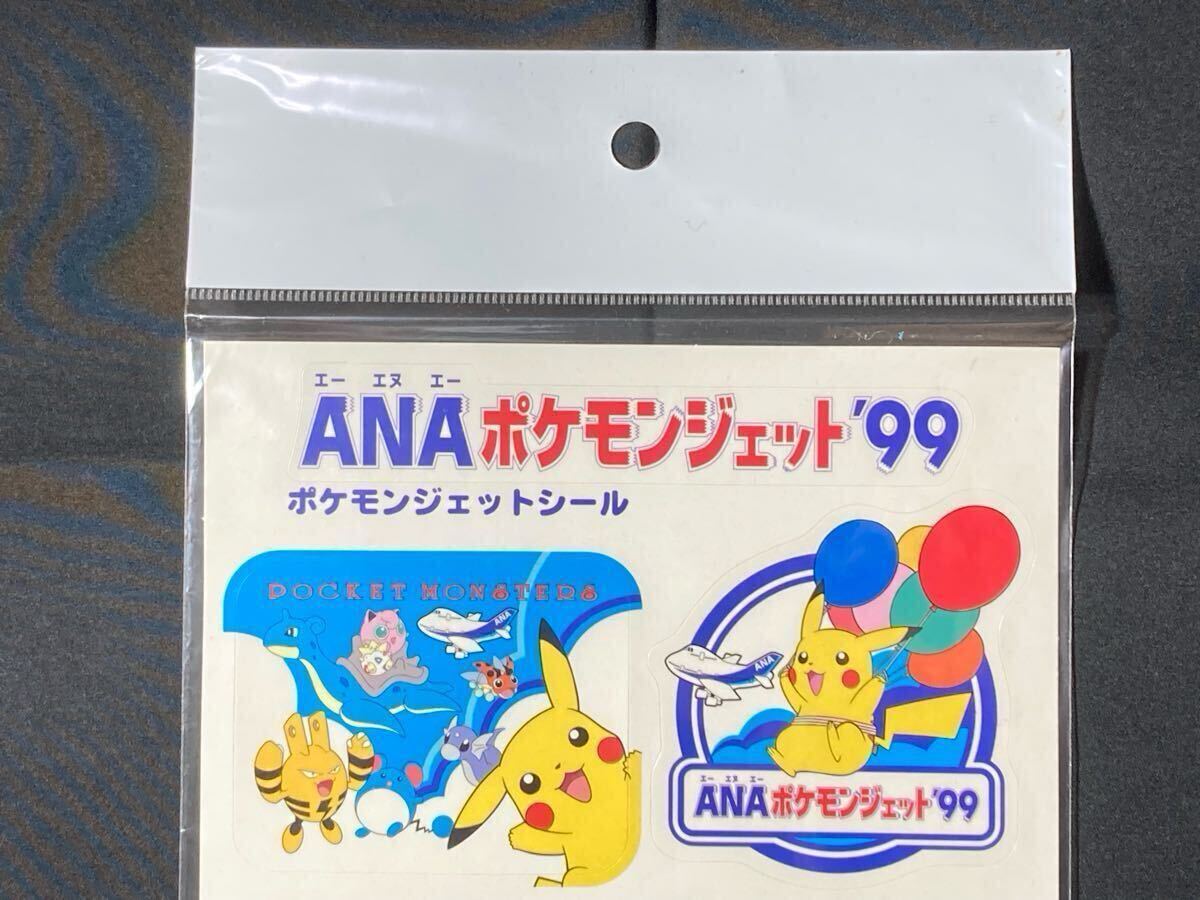 エー エヌ エー
ANAポケモンジェット'99
ポケモンジェットシール
POCKET MONSTERS
ANA
ANA
エー エヌ エー
ANAポケモンジェット'99